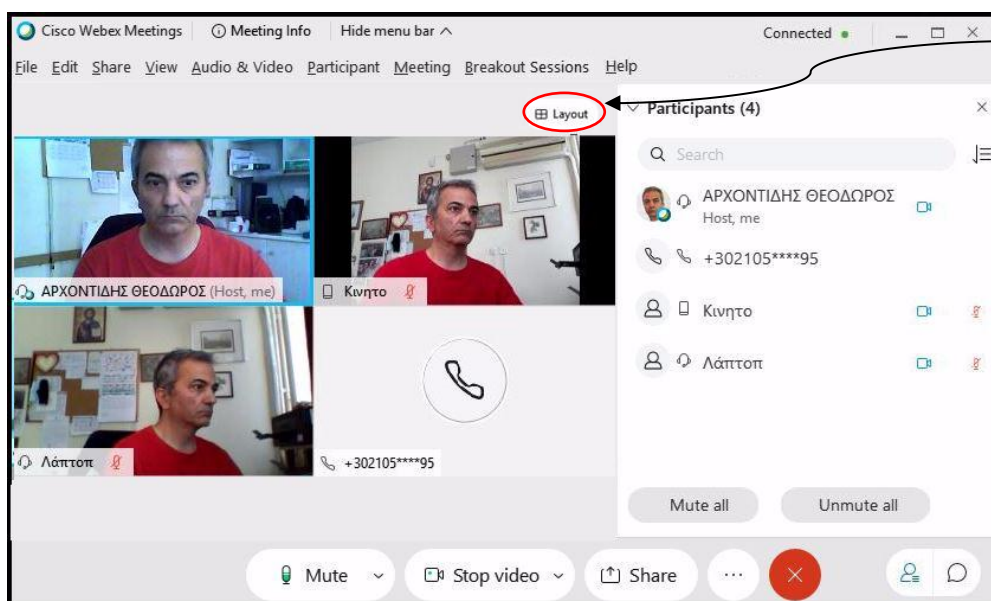 Cisco Webex Meetings Meeting Info Hide menu bar Connected
File Edit Share View Audio & Video Participant Meeting Breakout Sessions Help
Layout
Participants (4)
Search
ΑΡΧΟΝΤΙΔΗΣ ΘΕΟΔΩΡΟΣ
Host, me
+302105****95
Κινητο
Λάπτοπ
ΑΡΧΟΝΤΙΔΗΣ ΘΕΟΔΩΡΟΣ (Host, me)
Κινητο
Λάπτοπ
+302105****95
Mute all Unmute all
Mute Stop video Share